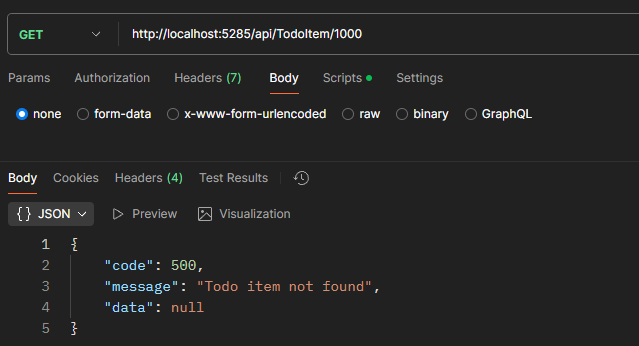 GET http://localhost:5285/api/TodoItem/1000
Params Authorization Headers (7) Body Scripts Settings
none form-data x-www-form-urlencoded raw binary GraphQL
Body Cookies Headers (4) Test Results
{} JSON Preview Visualization
1 {
2 "code": 500,
3 "message": "Todo item not found",
4 "data": null
5 }